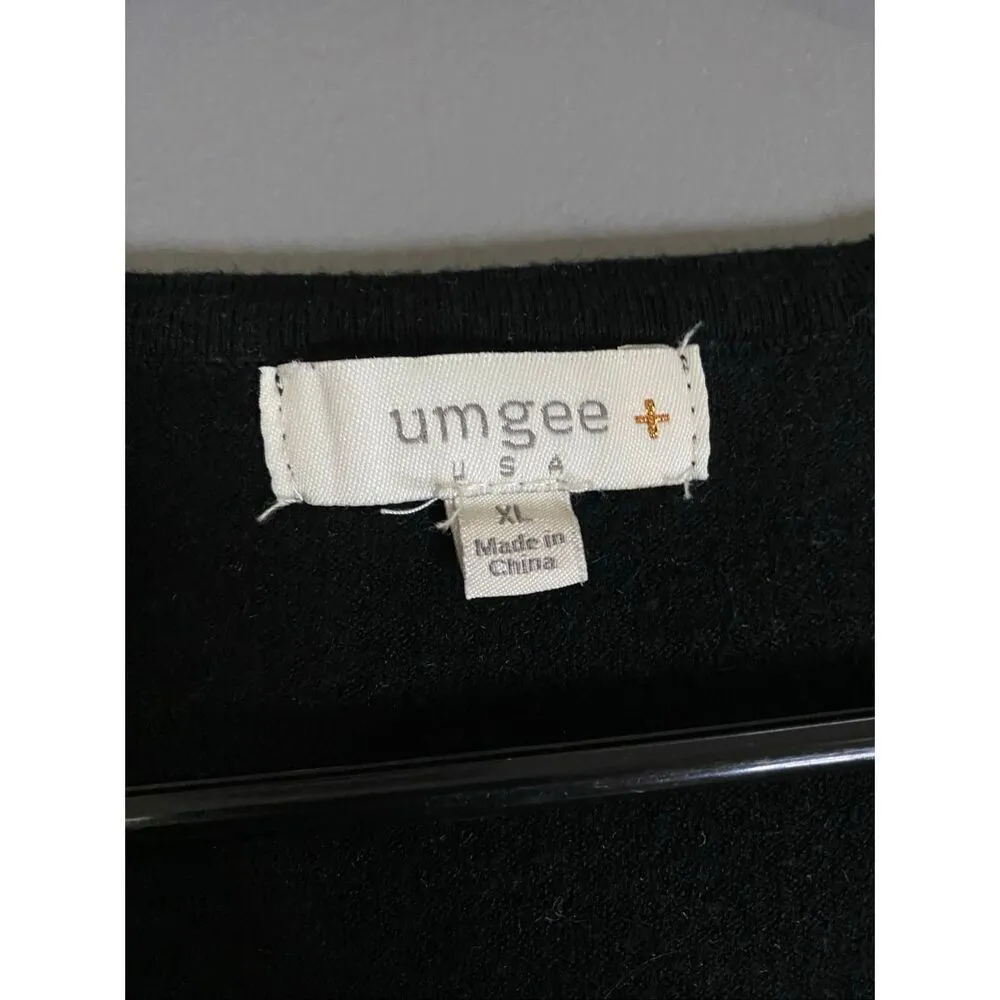 umgee +
USA
XL
Made in
China